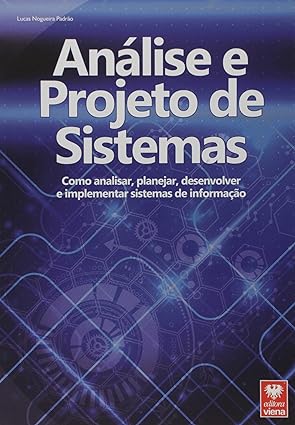 Lucas Nogueira Padrão
Análise e
Projeto de
Sistemas
Como analisar, planejar, desenvolver
e implementar sistemas de informação
editora
viena